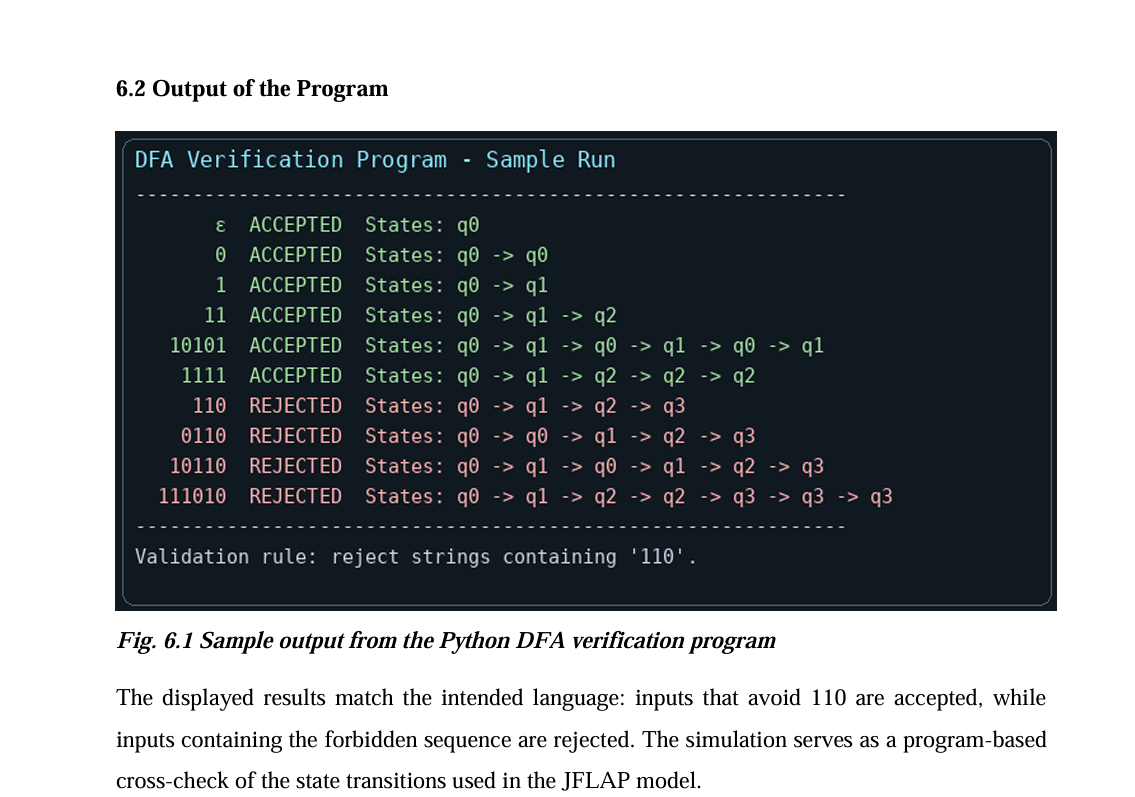 6.2 Output of the Program
DFA Verification Program - Sample Run
--------------------------------------------------------------
ε ACCEPTED States: q0
0 ACCEPTED States: q0 -> q0
1 ACCEPTED States: q0 -> q1
11 ACCEPTED States: q0 -> q1 -> q2
10101 ACCEPTED States: q0 -> q1 -> q0 -> q1 -> q0 -> q1
1111 ACCEPTED States: q0 -> q1 -> q2 -> q2 -> q2
110 REJECTED States: q0 -> q1 -> q2 -> q3
0110 REJECTED States: q0 -> q0 -> q1 -> q2 -> q3
10110 REJECTED States: q0 -> q1 -> q0 -> q1 -> q2 -> q3
111010 REJECTED States: q0 -> q1 -> q2 -> q2 -> q3 -> q3 -> q3
--------------------------------------------------------------
Validation rule: reject strings containing '110'.
Fig. 6.1 Sample output from the Python DFA verification program
The displayed results match the intended language: inputs that avoid 110 are accepted, while
inputs containing the forbidden sequence are rejected. The simulation serves as a program-based
cross-check of the state transitions used in the JFLAP model.